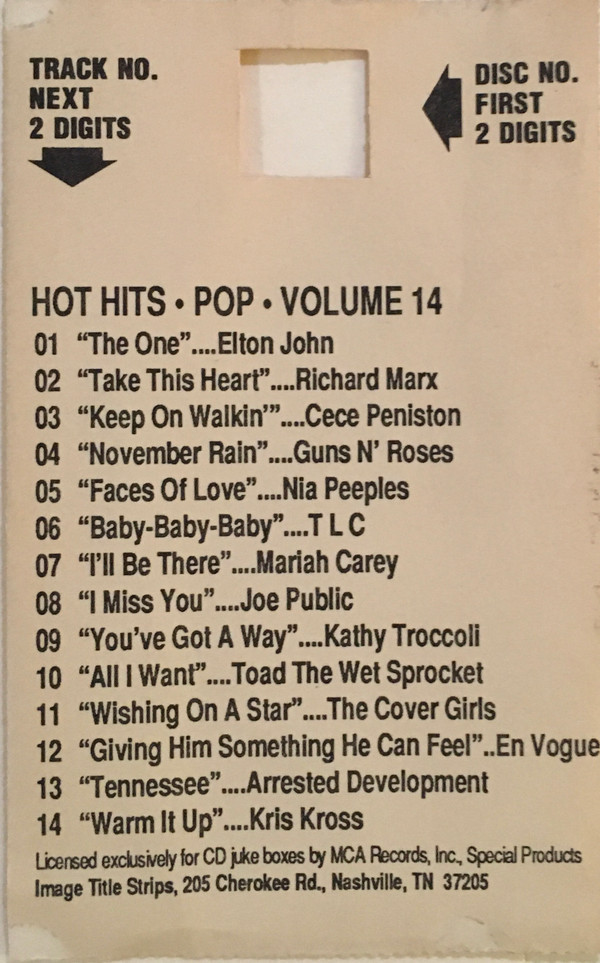 TRACK NO.
NEXT
2 DIGITS
DISC NO.
FIRST
2 DIGITS
HOT HITS • POP • VOLUME 14
01 “The One”....Elton John
02 “Take This Heart”....Richard Marx
03 “Keep On Walkin’”....Cece Peniston
04 “November Rain”....Guns N’ Roses
05 “Faces Of Love”....Nia Peeples
06 “Baby-Baby-Baby”....T L C
07 “I’ll Be There”....Mariah Carey
08 “I Miss You”....Joe Public
09 “You’ve Got A Way”....Kathy Troccoli
10 “All I Want”....Toad The Wet Sprocket
11 “Wishing On A Star”....The Cover Girls
12 “Giving Him Something He Can Feel”..En Vogue
13 “Tennessee”....Arrested Development
14 “Warm It Up”....Kris Kross
Licensed exclusively for CD juke boxes by MCA Records, Inc., Special Products
Image Title Strips, 205 Cherokee Rd., Nashville, TN 37205